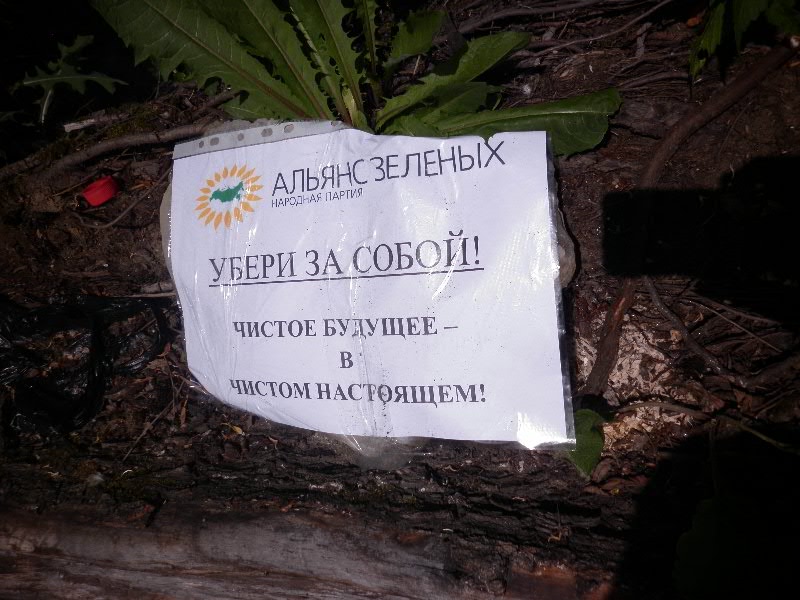 АЛЬЯНС ЗЕЛЕНЫХ
НАРОДНАЯ ПАРТИЯ
УБЕРИ ЗА СОБОЙ!
ЧИСТОЕ БУДУЩЕЕ –
В
ЧИСТОМ НАСТОЯЩЕМ!